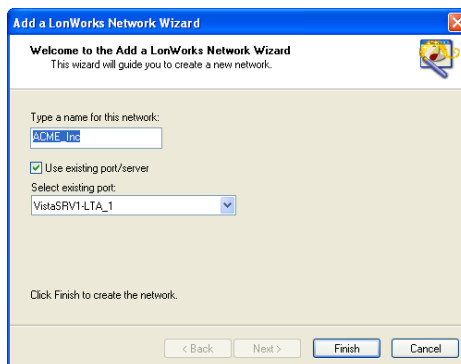 Add a LonWorks Network Wizard
Welcome to the Add a LonWorks Network Wizard
This wizard will guide you to create a new network.
Type a name for this network:
ACME_Inc
Use existing port/server
Select existing port:
VistaSRV1-LTA_1
Click Finish to create the network.
< Back Next > Finish Cancel